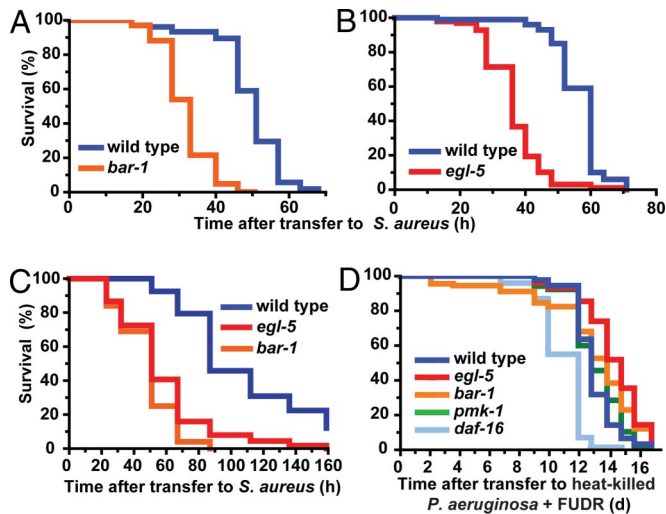 A
Survival (%)
100
80
60
40
20
0
wild type
bar-1
0 20 40 60
Time after transfer to S. aureus (h)
B
100
80
60
40
20
wild type
egl-5
0 20 40 60 80
C
Survival (%)
100
80
60
40
20
0
wild type
egl-5
bar-1
0 20 40 60 80 100 120 140 160
Time after transfer to S. aureus (h)
D
100
80
60
40
20
0
wild type
egl-5
bar-1
pmk-1
daf-16
0 2 4 6 8 10 12 14 16
Time after transfer to heat-killed
P. aeruginosa + FUDR (d)